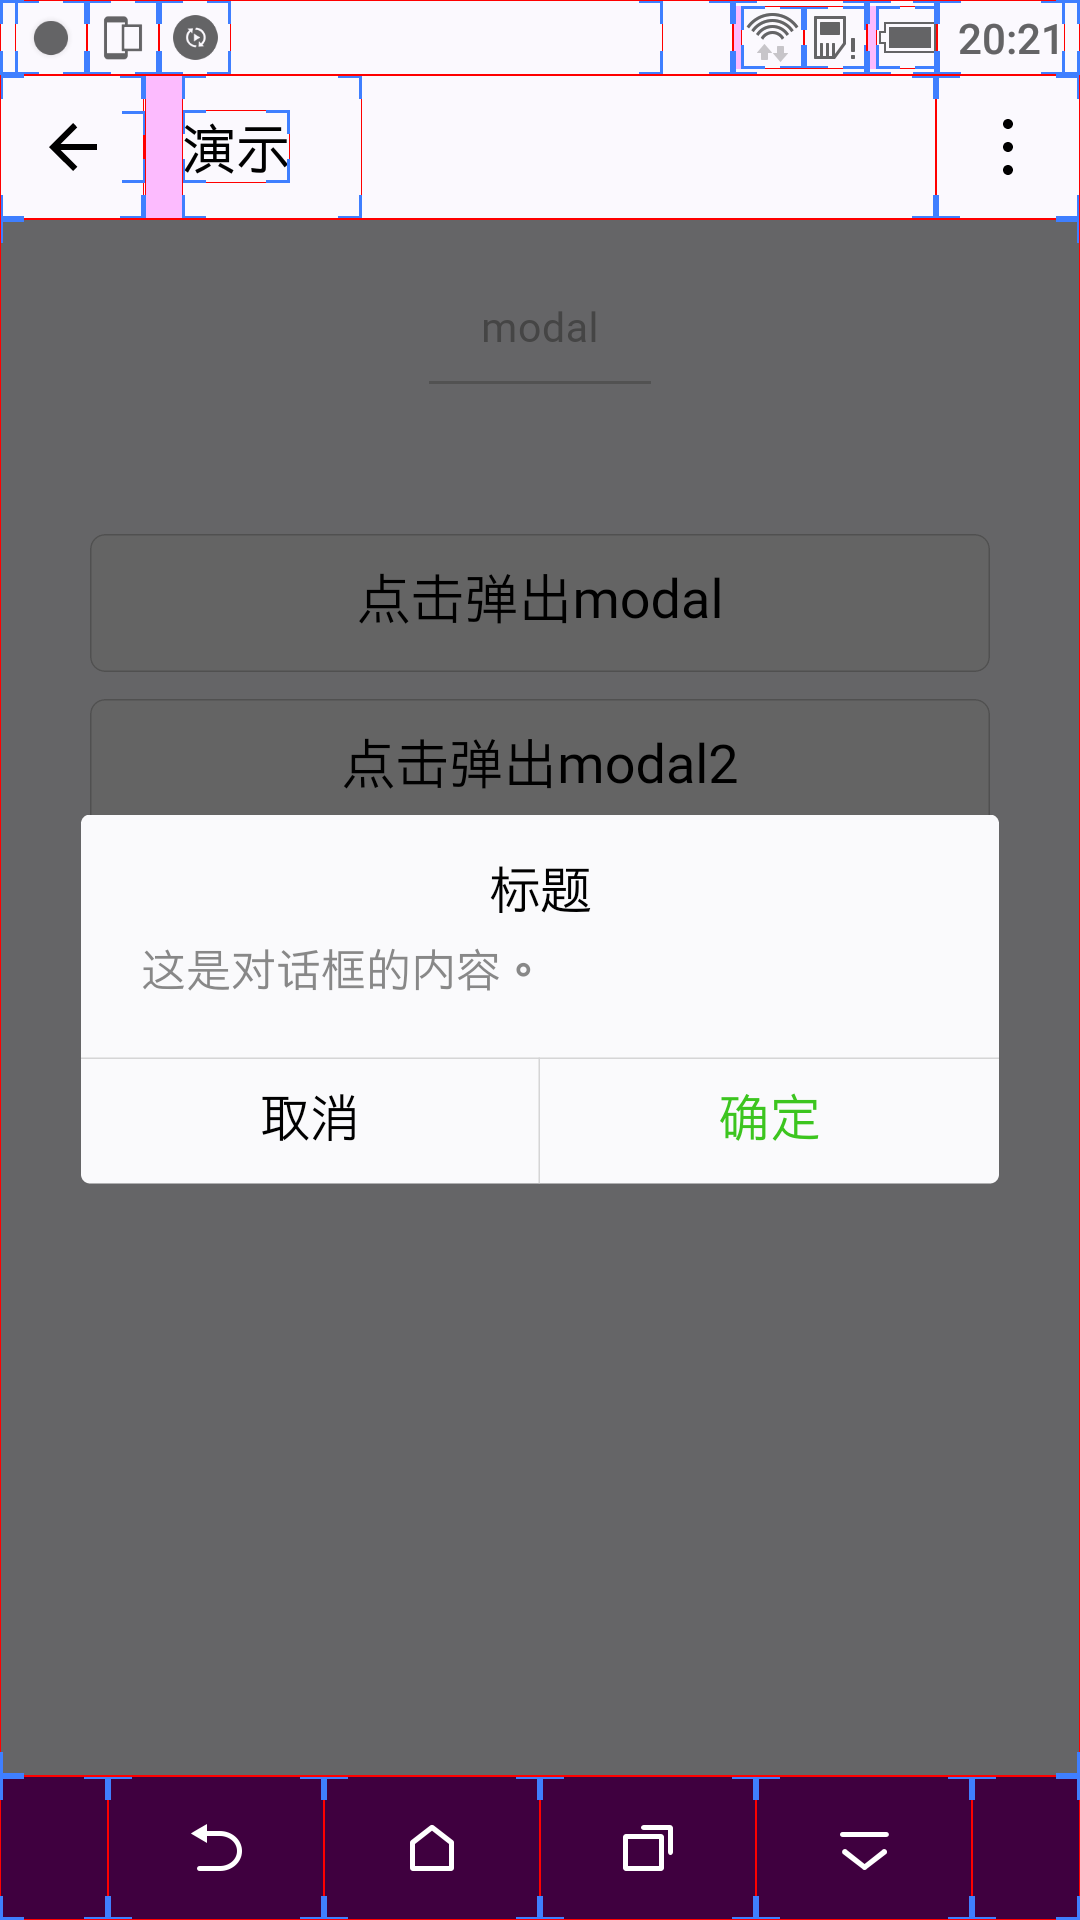 20:21
演示
modal
点击弹出modal
点击弹出modal2
标题
这是对话框的内容。
取消
确定